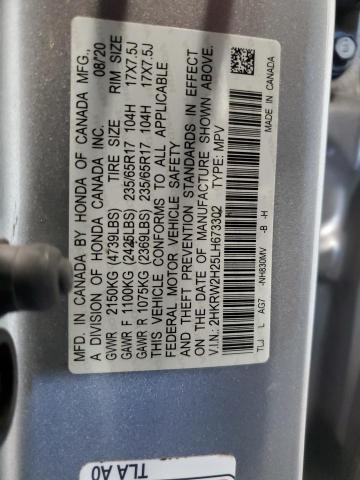 MFD. IN CANADA BY HONDA OF CANADA MFG.,
A DIVISION OF HONDA CANADA INC. 08/20
TIRE SIZE RIM SIZE
GVWR 2150KG (4739LBS)
GAWR F 1100KG (2425LBS) 235/65R17 104H 17X7.5J
GAWR R 1075KG (2369LBS) 235/65R17 104H 17X7.5J
THIS VEHICLE CONFORMS TO ALL APPLICABLE
FEDERAL MOTOR VEHICLE SAFETY
AND THEFT PREVENTION STANDARDS IN EFFECT
ON THE DATE OF MANUFACTURE SHOWN ABOVE.
V.I.N.: 2HKRW2H25LH673302 TYPE: MPV
TLJ L AG7 -NH830MV -B -H MADE IN CANADA
TLA A0